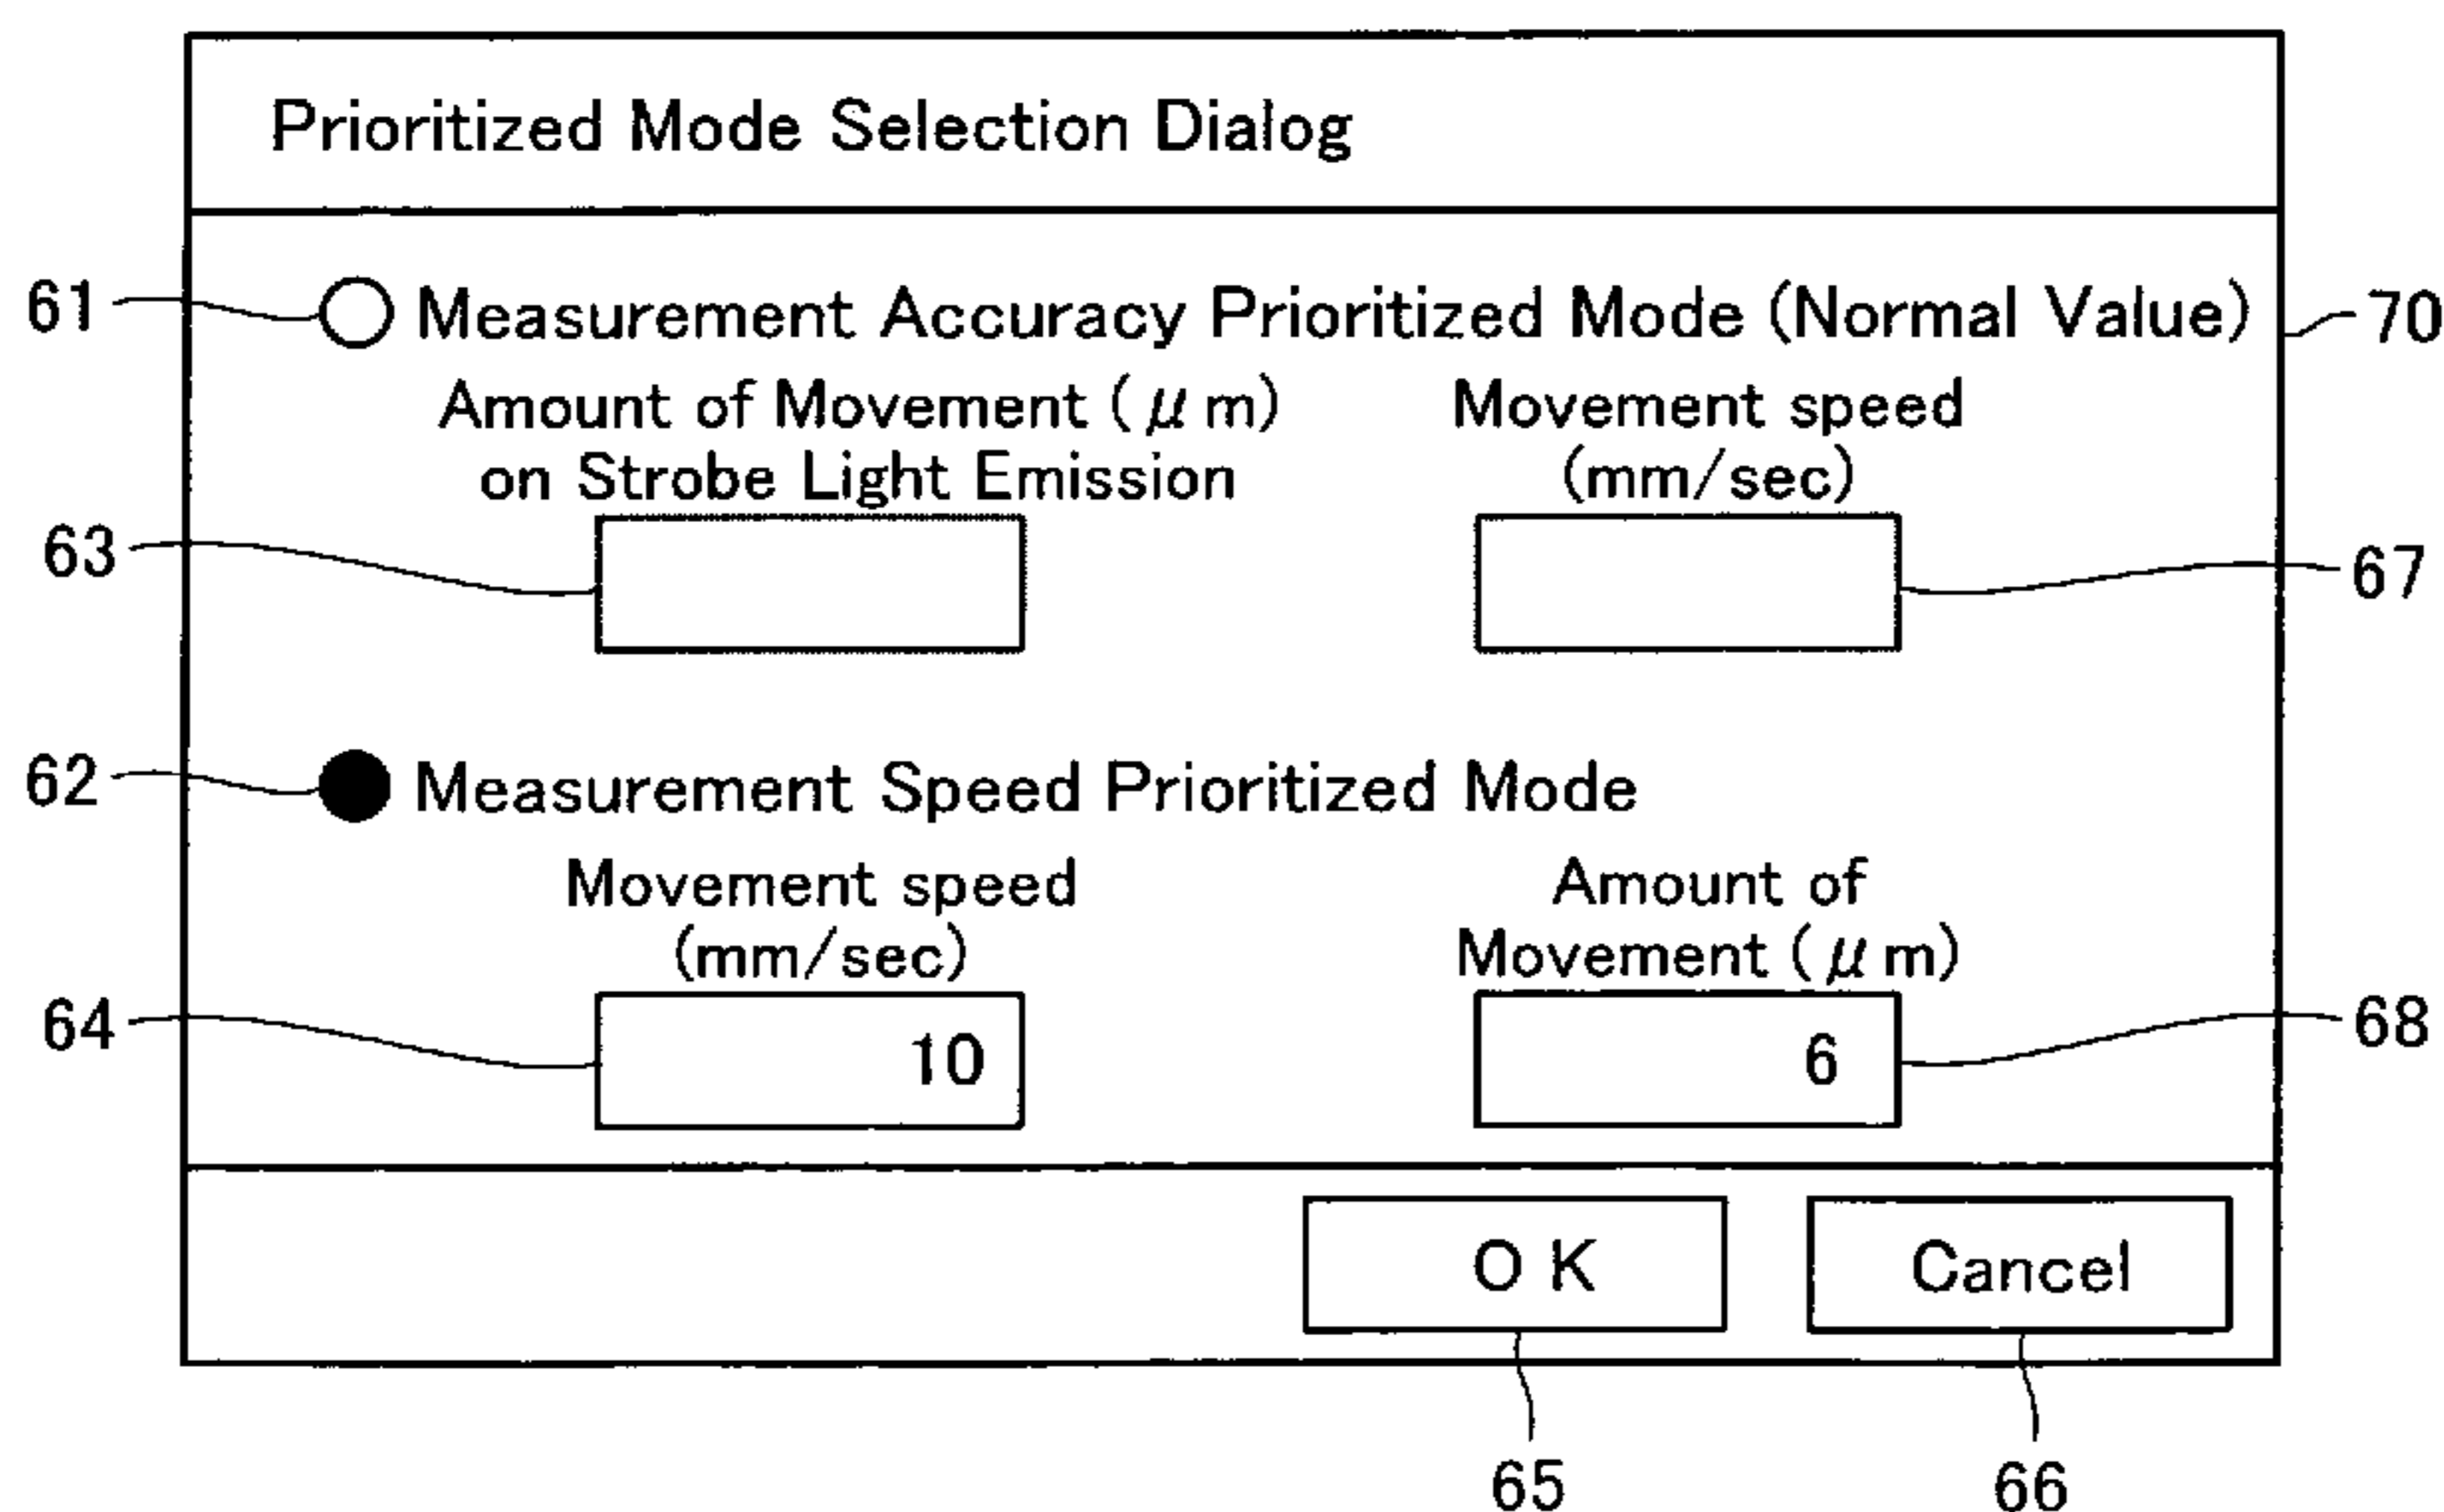 Prioritized Mode Selection Dialog
61
Measurement Accuracy Prioritized Mode (Normal Value)
70
Amount of Movement (μm)
on Strobe Light Emission
Movement speed
(mm/sec)
63
67
62
Measurement Speed Prioritized Mode
Movement speed
(mm/sec)
Amount of
Movement (μm)
64
10
6
68
OK
Cancel
65
66